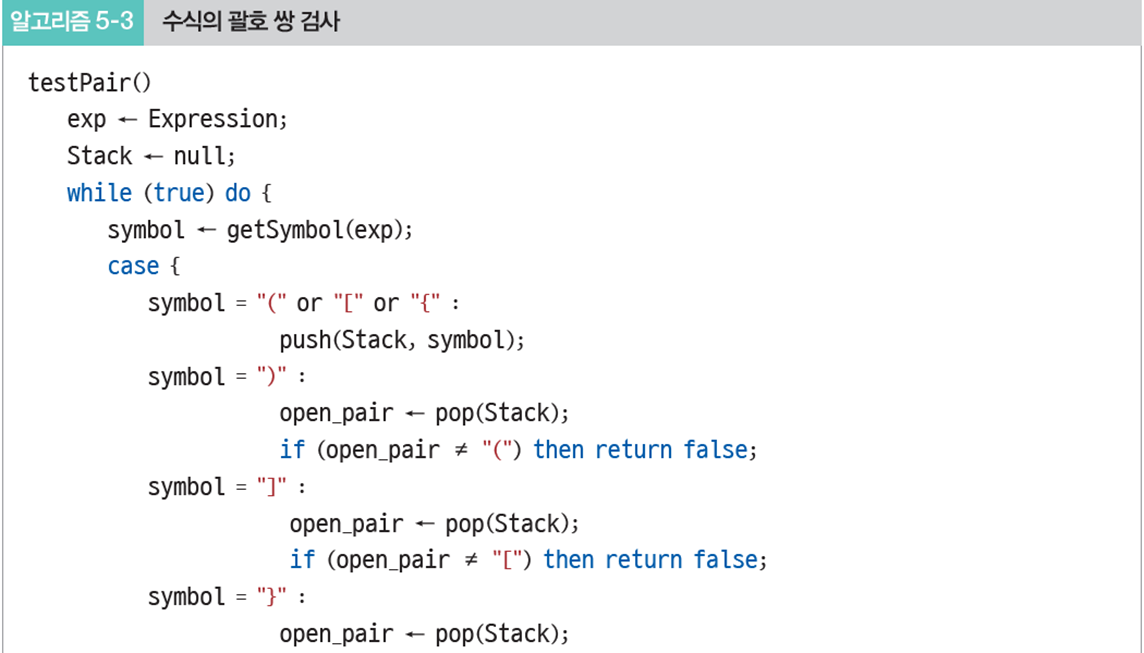 알고리즘 5-3 수식의 괄호 쌍 검사
testPair()
exp ← Expression;
Stack ← null;
while (true) do {
symbol ← getSymbol(exp);
case {
symbol = "(" or "[" or "{" :
push(Stack, symbol);
symbol = ")" :
open_pair ← pop(Stack);
if (open_pair ≠ "(") then return false;
symbol = "]" :
open_pair ← pop(Stack);
if (open_pair ≠ "[") then return false;
symbol = "}" :
open_pair ← pop(Stack);